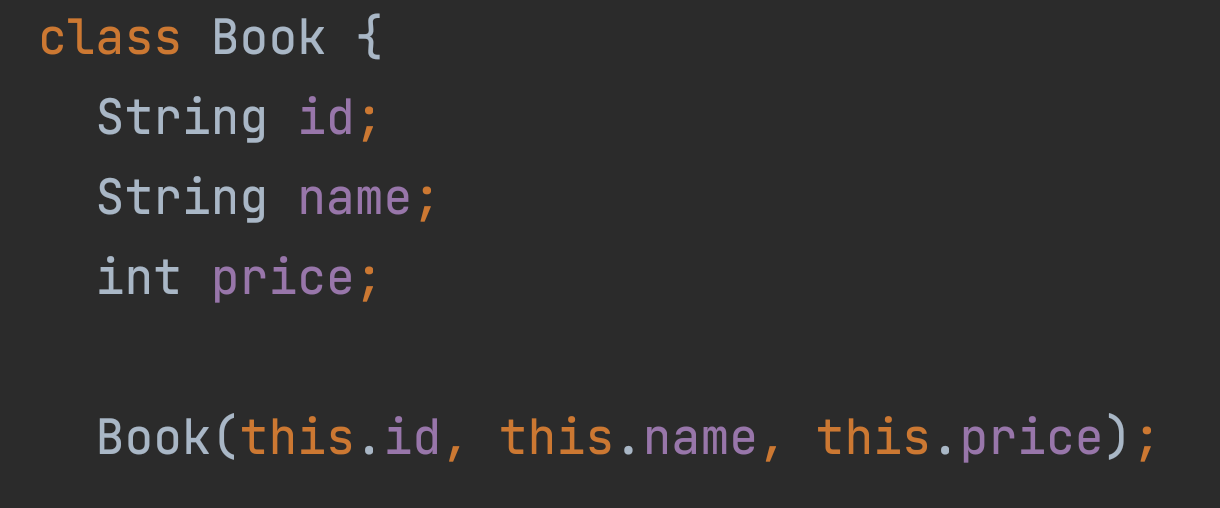 class Book {
String id;
String name;
int price;
Book(this.id, this.name, this.price);